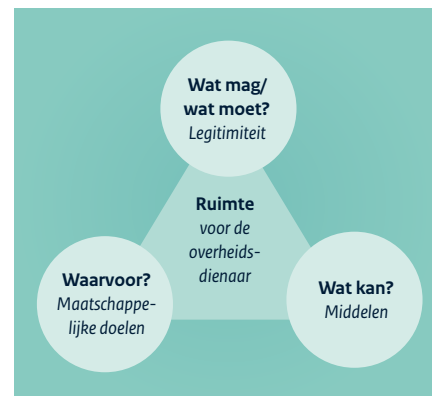 Wat mag/
wat moet?
Legitimiteit
Ruimte
voor de
overheids-
dienaar
Waarvoor?
Maatschappe-
lijke doelen
Wat kan?
Middelen